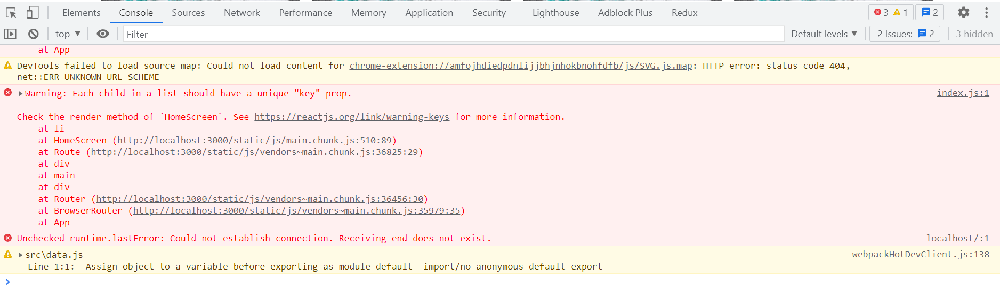 Elements Console Sources Network Performance Memory Application Security Lighthouse Adblock Plus Redux 3 1 2
top Filter Default levels 2 Issues: 2 3 hidden
at App
DevTools failed to load source map: Could not load content for chrome-extension://amfojhdiedpdnlijjbhjnhokbnohfdfb/js/SVG.js.map: HTTP error: status code 404,
net::ERR_UNKNOWN_URL_SCHEME
Warning: Each child in a list should have a unique "key" prop. index.js:1
Check the render method of `HomeScreen`. See https://reactjs.org/link/warning-keys for more information.
at li
at HomeScreen (http://localhost:3000/static/js/main.chunk.js:510:89)
at Route (http://localhost:3000/static/js/vendors~main.chunk.js:36825:29)
at div
at main
at div
at Router (http://localhost:3000/static/js/vendors~main.chunk.js:36456:30)
at BrowserRouter (http://localhost:3000/static/js/vendors~main.chunk.js:35979:35)
at App
Unchecked runtime.lastError: Could not establish connection. Receiving end does not exist. localhost/:1
src\data.js webpackHotDevClient.js:138
Line 1:1: Assign object to a variable before exporting as module default import/no-anonymous-default-export